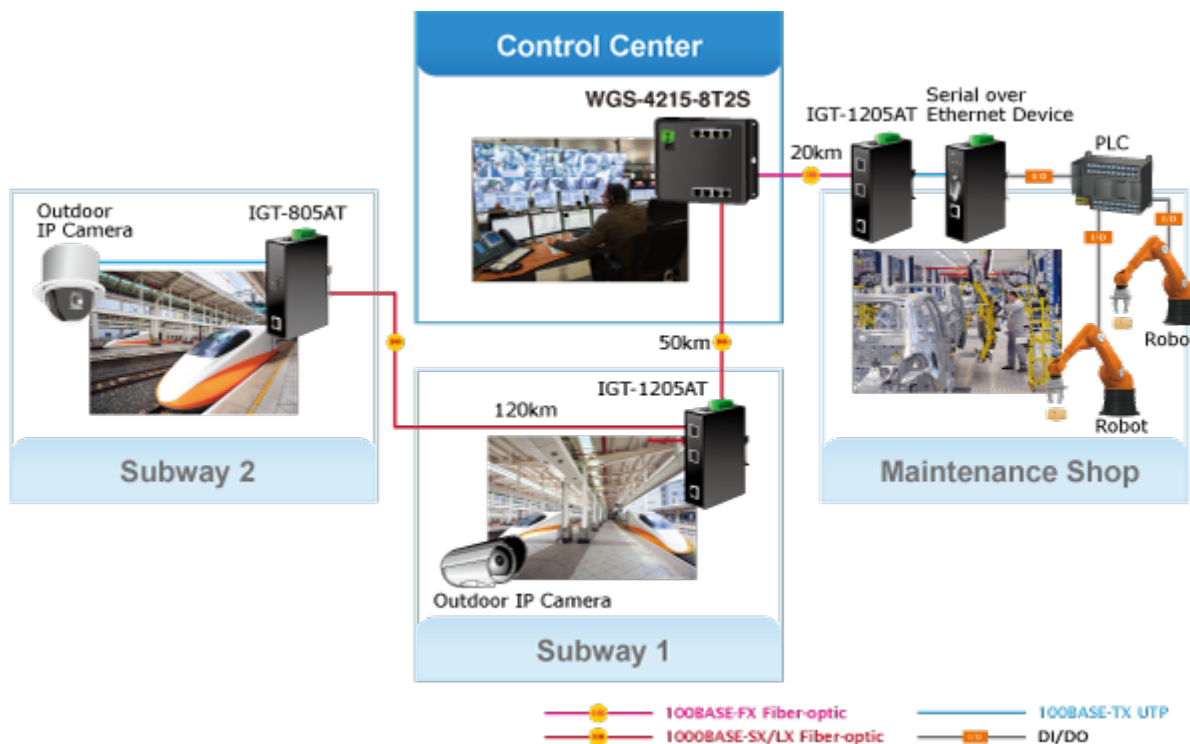 Control Center
WGS-4215-8T2S
Serial over
IGT-1205AT Ethernet Device
PLC
20km
I/O
I/O
I/O
Outdoor
IP Camera
IGT-805AT
50km
Robo
Robot
IGT-1205AT
120km
Subway 2
Maintenance Shop
Outdoor IP Camera
Subway 1
100BASE-FX Fiber-optic
100BASE-TX UTP
1000BASE-SX/LX Fiber-optic
I/O
DI/DO